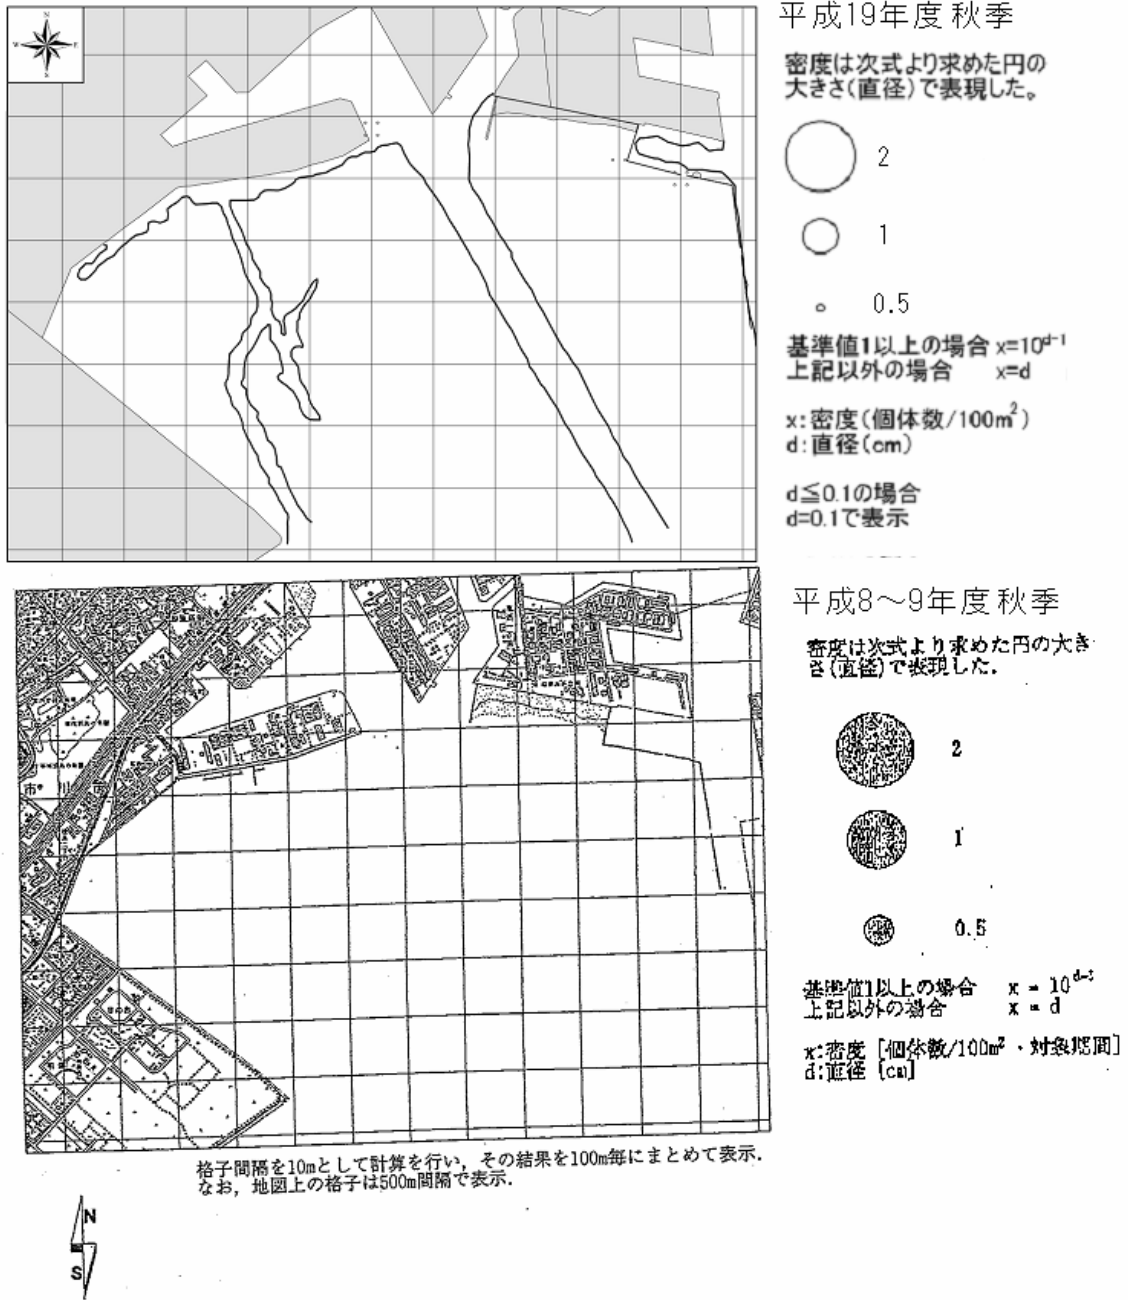 平成19年度秋季
密度は次式より求めた円の
大きさ(直径)で表現した。
2
1
0.5
基準値1以上の場合 x=10^d-1
上記以外の場合 x=d
x:密度(個体数/100m²)
d:直径(cm)
d≦0.1の場合
d=0.1で表示
N
W
E
S
平成8～9年度秋季
密度は次式より求めた円の大き
さ(直径)で表現した.
2
1
0.5
基準値1以上の場合 x = 10
上記以外の場合 x = d
x:密度 [個体数/100m²・対象期間]
d:直径 [cm]
市川
格子間隔を10mとして計算を行い，その結果を100m毎にまとめて表示.
なお，地図上の格子は500m間隔で表示.
N
S